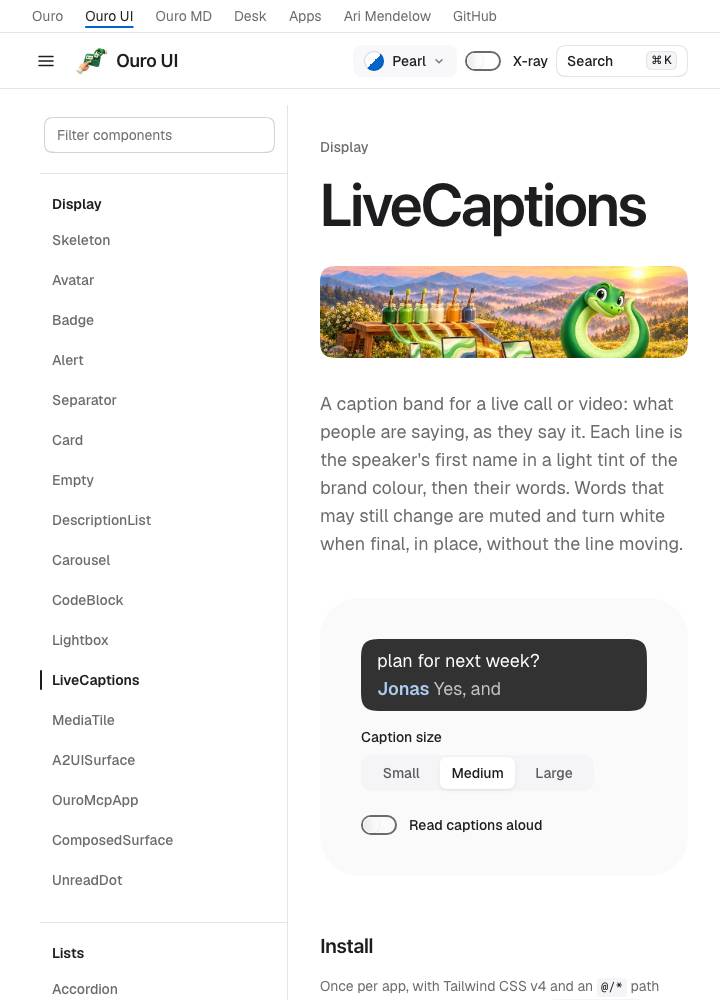 Ouro Ouro UI Ouro MD Desk Apps Ari Mendelow GitHub
Ouro UI Pearl X-ray Search ⌘ K
Filter components
Display
Skeleton
Avatar
Badge
Alert
Separator
Card
Empty
DescriptionList
Carousel
CodeBlock
Lightbox
LiveCaptions
MediaTile
A2UISurface
OuroMcpApp
ComposedSurface
UnreadDot
Lists
Accordion
Display
LiveCaptions
A caption band for a live call or video: what
people are saying, as they say it. Each line is
the speaker's first name in a light tint of the
brand colour, then their words. Words that
may still change are muted and turn white
when final, in place, without the line moving.
plan for next week?
Jonas Yes, and
Caption size
Small Medium Large
Read captions aloud
Install
Once per app, with Tailwind CSS v4 and an @/* path